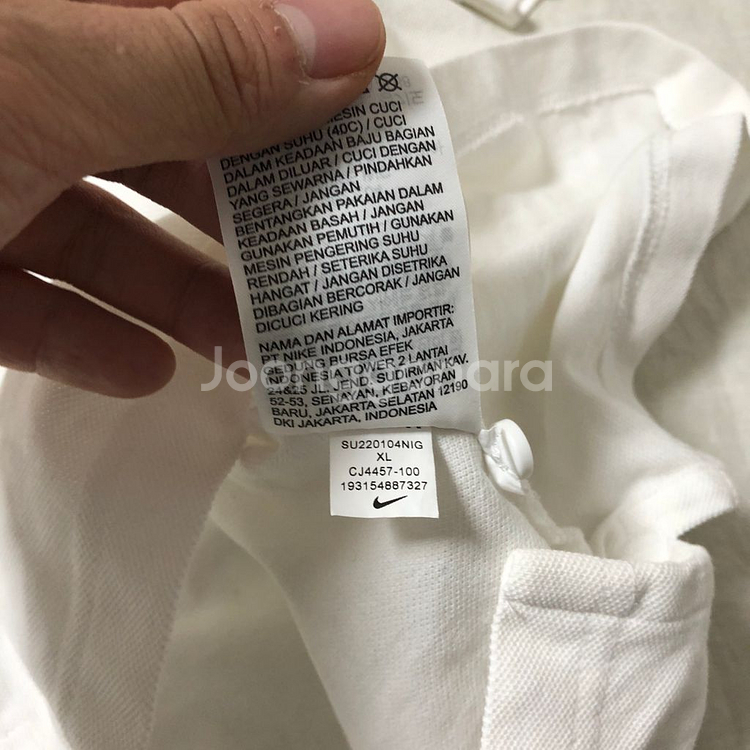 MESIN CUCI
DENGAN SUHU (40C) / CUCI
DALAM KEADAAN BAJU BAGIAN
DALAM DILUAR / CUCI DENGAN
YANG SEWARNA / PINDAHKAN
SEGERA / JANGAN
BENTANGKAN PAKAIAN DALAM
KEADAAN BASAH / JANGAN
GUNAKAN PEMUTIH / GUNAKAN
MESIN PENGERING SUHU
RENDAH / SETERIKA SUHU
HANGAT / JANGAN DISETRIKA
DIBAGIAN BERCORAK / JANGAN
DICUCI KERING
NAMA DAN ALAMAT IMPORTIR:
PT NIKE INDONESIA, JAKARTA
GEDUNG BURSA EFEK
INDONESIA TOWER 2 LANTAI
24&25 JL JEND. SUDIRMAN KAV.
52-53, SENAYAN, KEBAYORAN
BARU, JAKARTA SELATAN 12190
DKI JAKARTA, INDONESIA
SU220104NIG
XL
CJ4457-100
193154887327